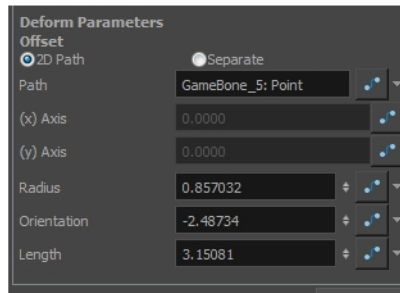 Deform Parameters
Offset
2D Path Separate
Path GameBone_5: Point
(x) Axis 0.0000
(y) Axis 0.0000
Radius 0.857032
Orientation -2.48734
Length 3.15081